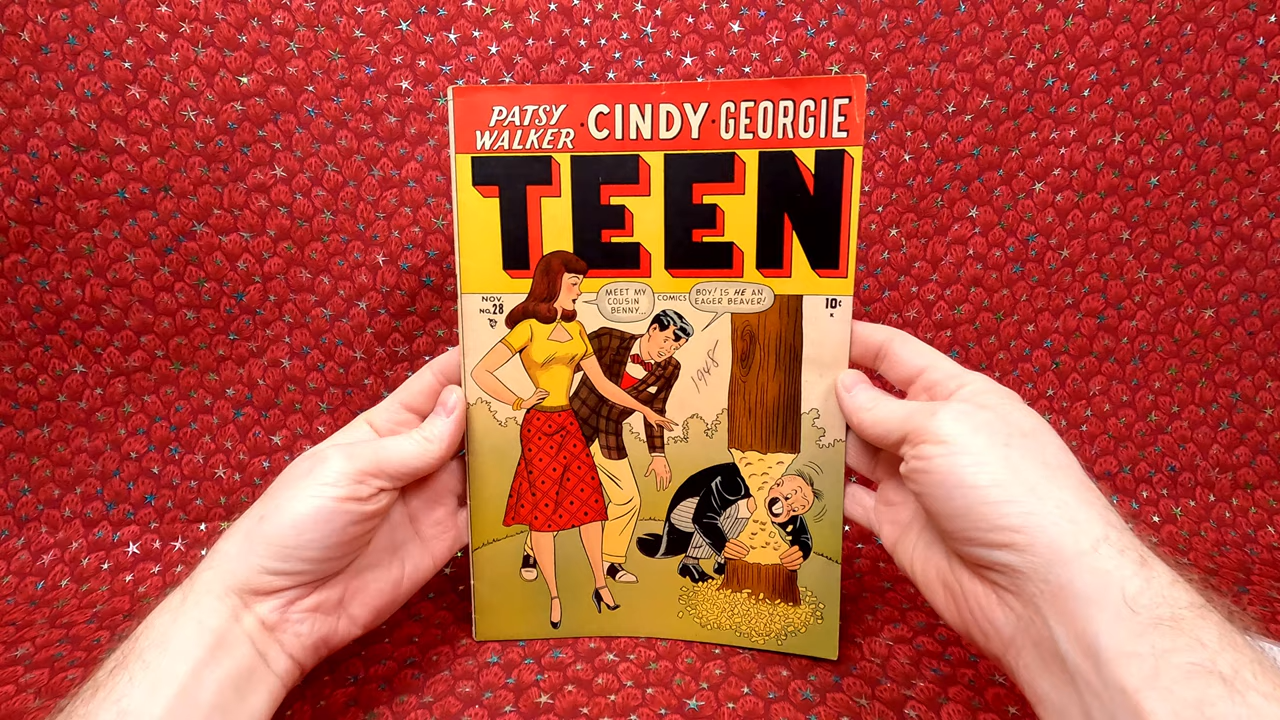 PATSY
WALKER
· CINDY · GEORGIE
TEEN
COMICS
NOV.
NO. 28
MEET MY
COUSIN
BENNY...
BOY! IS HE AN
EAGER BEAVER!
10¢
K
1948